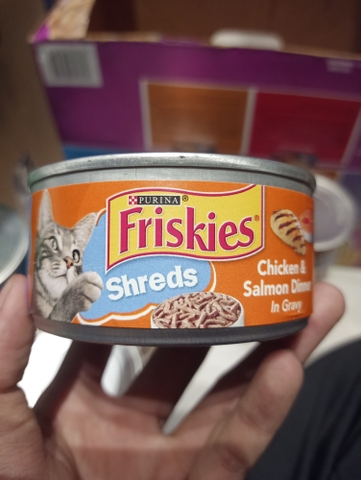 PURINA®
Friskies®
Shreds
Chicken &
Salmon Dinner
In Gravy